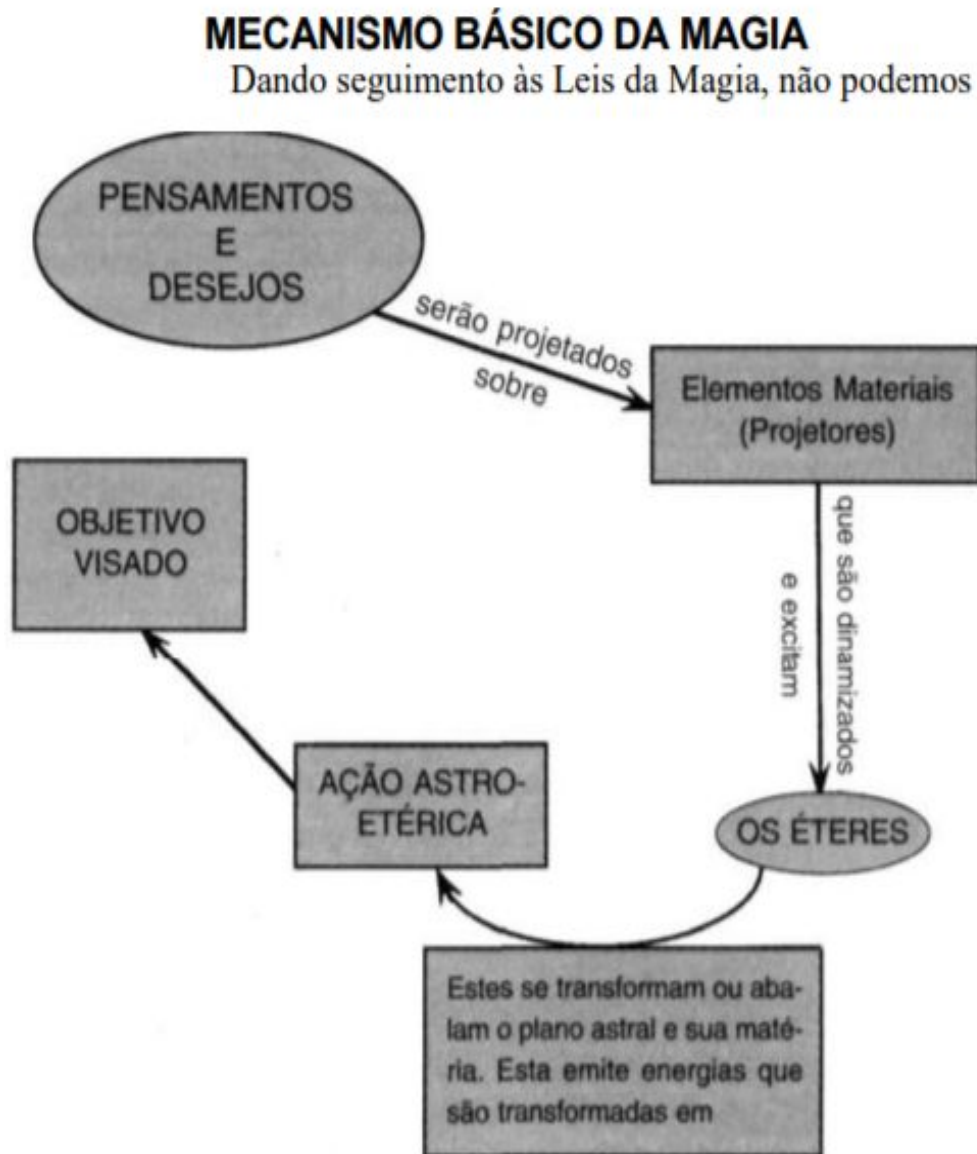 MECANISMO BÁSICO DA MAGIA
Dando seguimento às Leis da Magia, não podemos
PENSAMENTOS
E
DESEJOS
serão projetados
sobre
Elementos Materiais
(Projetores)
que são dinamizados
e excitam
OS ÉTERES
Estes se transformam ou aba-
lam o plano astral e sua maté-
ria. Esta emite energias que
são transformadas em
AÇÃO ASTRO-
ETÉRICA
OBJETIVO
VISADO